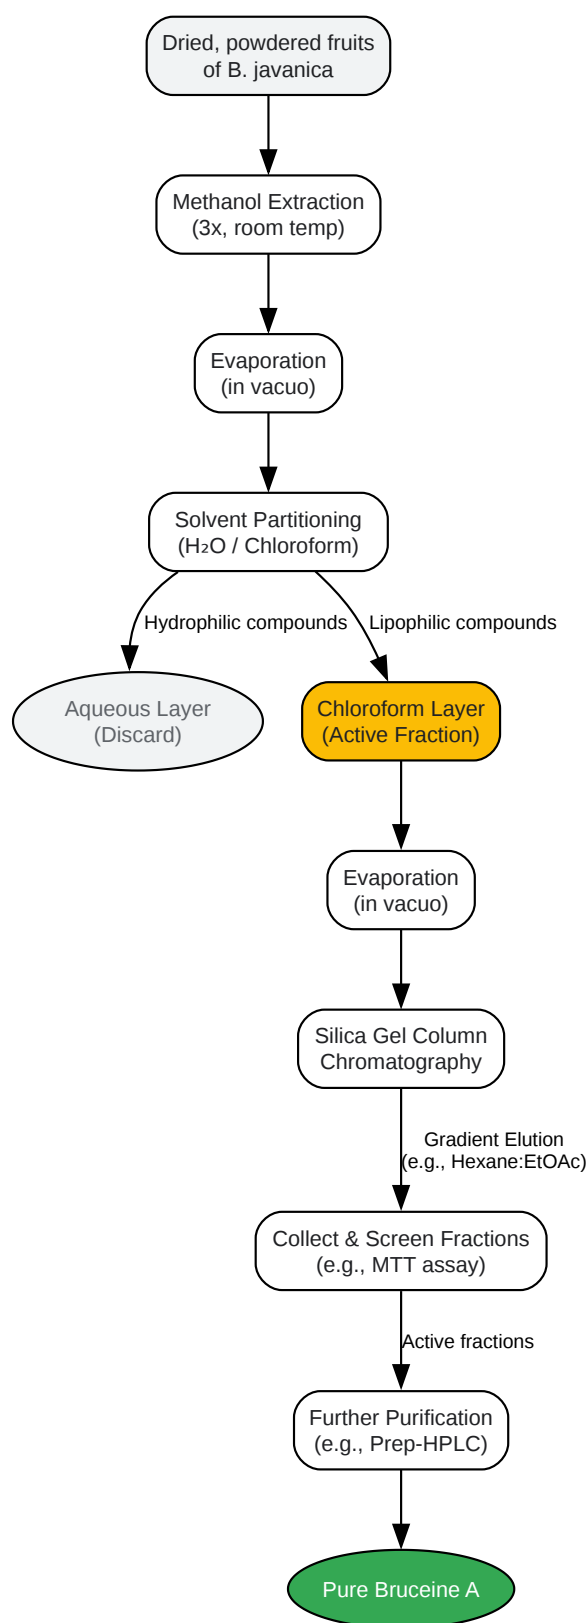 Dried, powdered fruits
of B. javanica
Methanol Extraction
(3x, room temp)
Evaporation
(in vacuo)
Solvent Partitioning
(H₂O / Chloroform)
Hydrophilic compounds
Lipophilic compounds
Aqueous Layer
(Discard)
Chloroform Layer
(Active Fraction)
Evaporation
(in vacuo)
Silica Gel Column
Chromatography
Gradient Elution
(e.g., Hexane:EtOAc)
Collect & Screen Fractions
(e.g., MTT assay)
Active fractions
Further Purification
(e.g., Prep-HPLC)
Pure Bruceine A